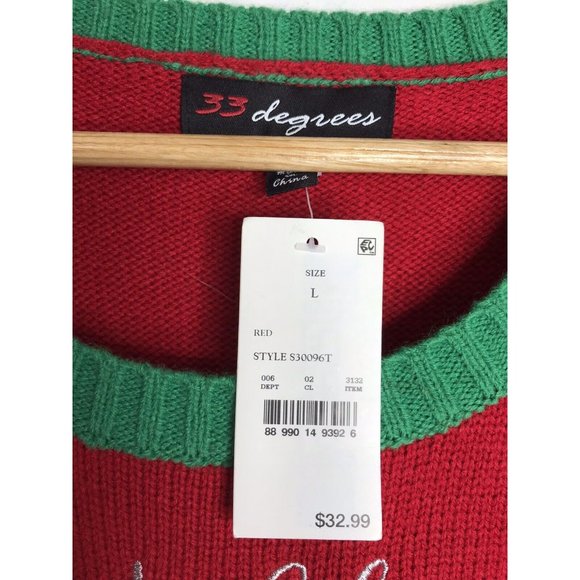 33 degrees
China
SIZE
L
RED
STYLE S30096T
006 02 3132
DEPT CL ITEM
88 990 14 9392 6
$32.99